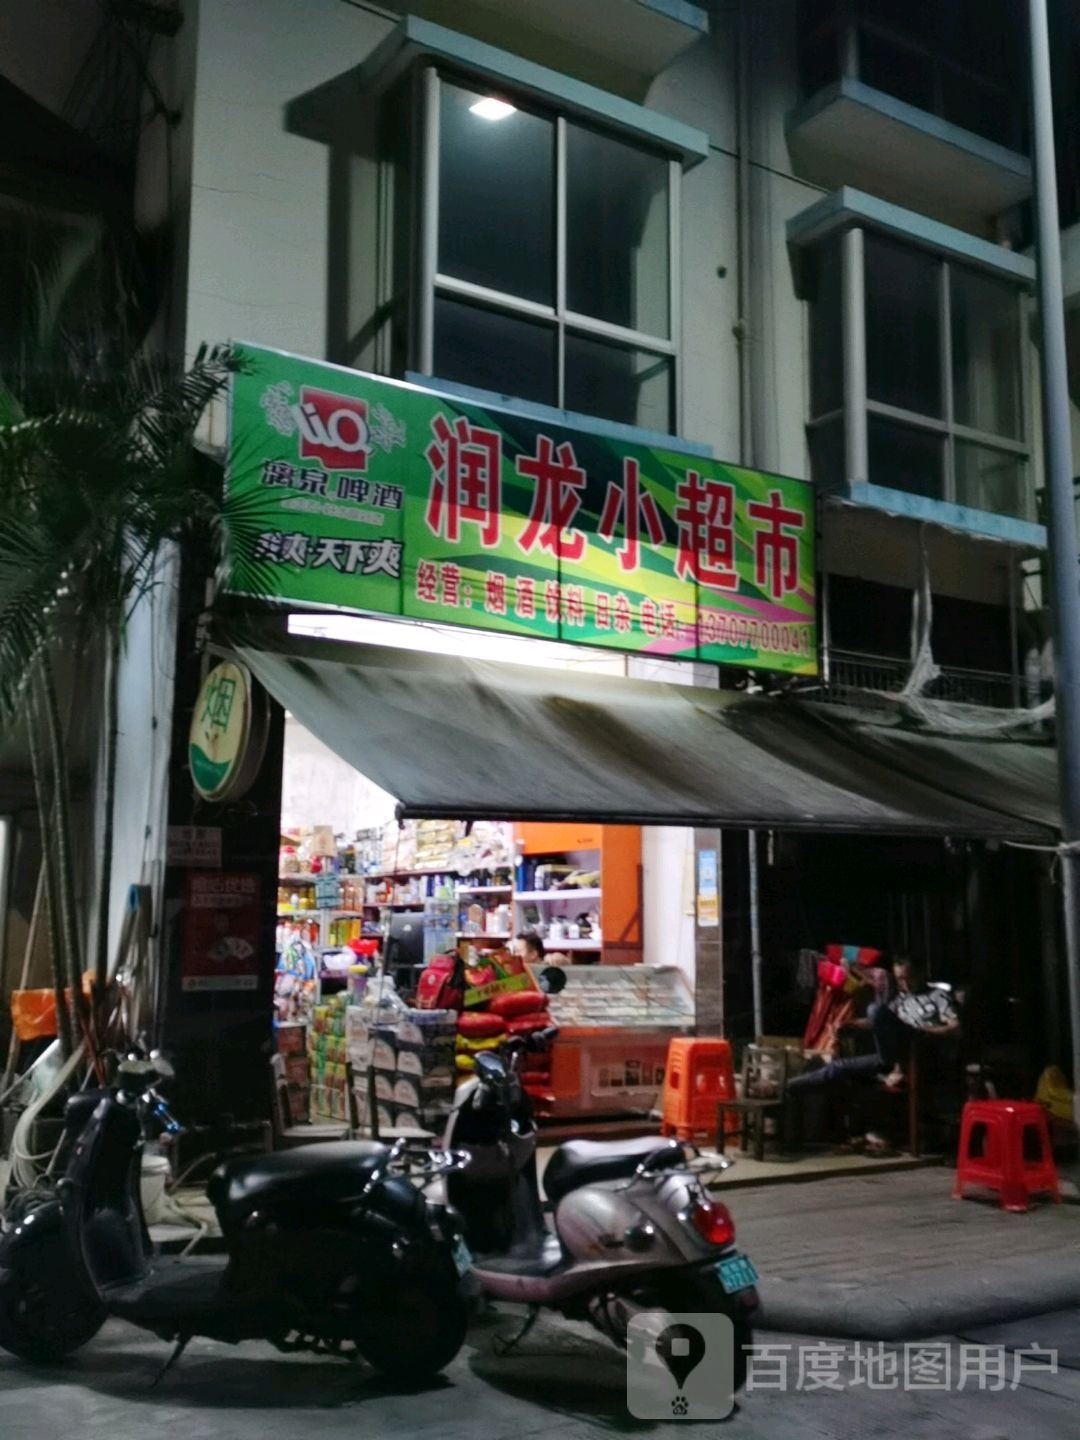 润龙小超市
经营：烟 酒 饮料 日杂 电话：13707700041
漓泉啤酒
爽·天下爽
烟
百度地图用户